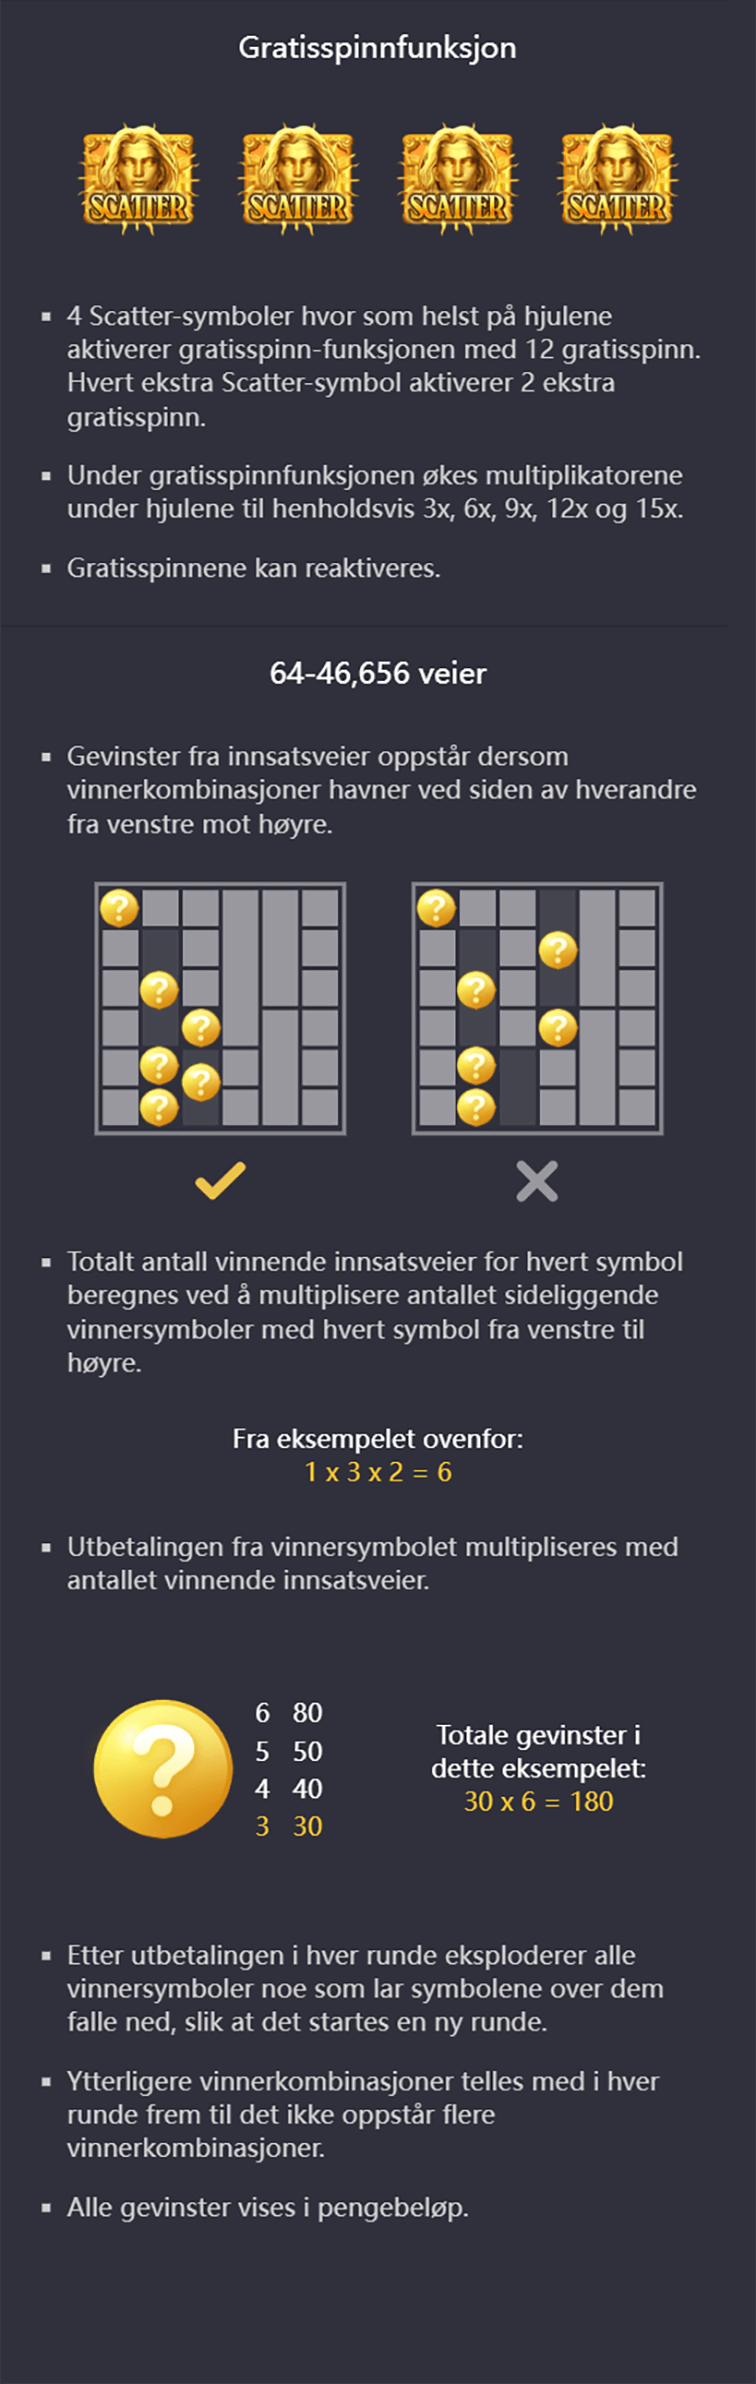 Gratisspinnfunksjon
SCATTER SCATTER SCATTER SCATTER
▪ 4 Scatter-symboler hvor som helst på hjulene
aktiverer gratisspinn-funksjonen med 12 gratisspinn.
Hvert ekstra Scatter-symbol aktiverer 2 ekstra
gratisspinn.
▪ Under gratisspinnfunksjonen økes multiplikatorene
under hjulene til henholdsvis 3x, 6x, 9x, 12x og 15x.
▪ Gratisspinnene kan reaktiveres.
64-46,656 veier
▪ Gevinster fra innsatsveier oppstår dersom
vinnerkombinasjoner havner ved siden av hverandre
fra venstre mot høyre.
? ?
?
? ?
? ?
? ?
?
? ?
▪ Totalt antall vinnende innsatsveier for hvert symbol
beregnes ved å multiplisere antallet sideliggende
vinnersymboler med hvert symbol fra venstre til
høyre.
Fra eksempelet ovenfor:
1 x 3 x 2 = 6
▪ Utbetalingen fra vinnersymbolet multipliseres med
antallet vinnende innsatsveier.
?
6 80
5 50
4 40
3 30
Totale gevinster i
dette eksempelet:
30 x 6 = 180
▪ Etter utbetalingen i hver runde eksploderer alle
vinnersymboler noe som lar symbolene over dem
falle ned, slik at det startes en ny runde.
▪ Ytterligere vinnerkombinasjoner telles med i hver
runde frem til det ikke oppstår flere
vinnerkombinasjoner.
▪ Alle gevinster vises i pengebeløp.